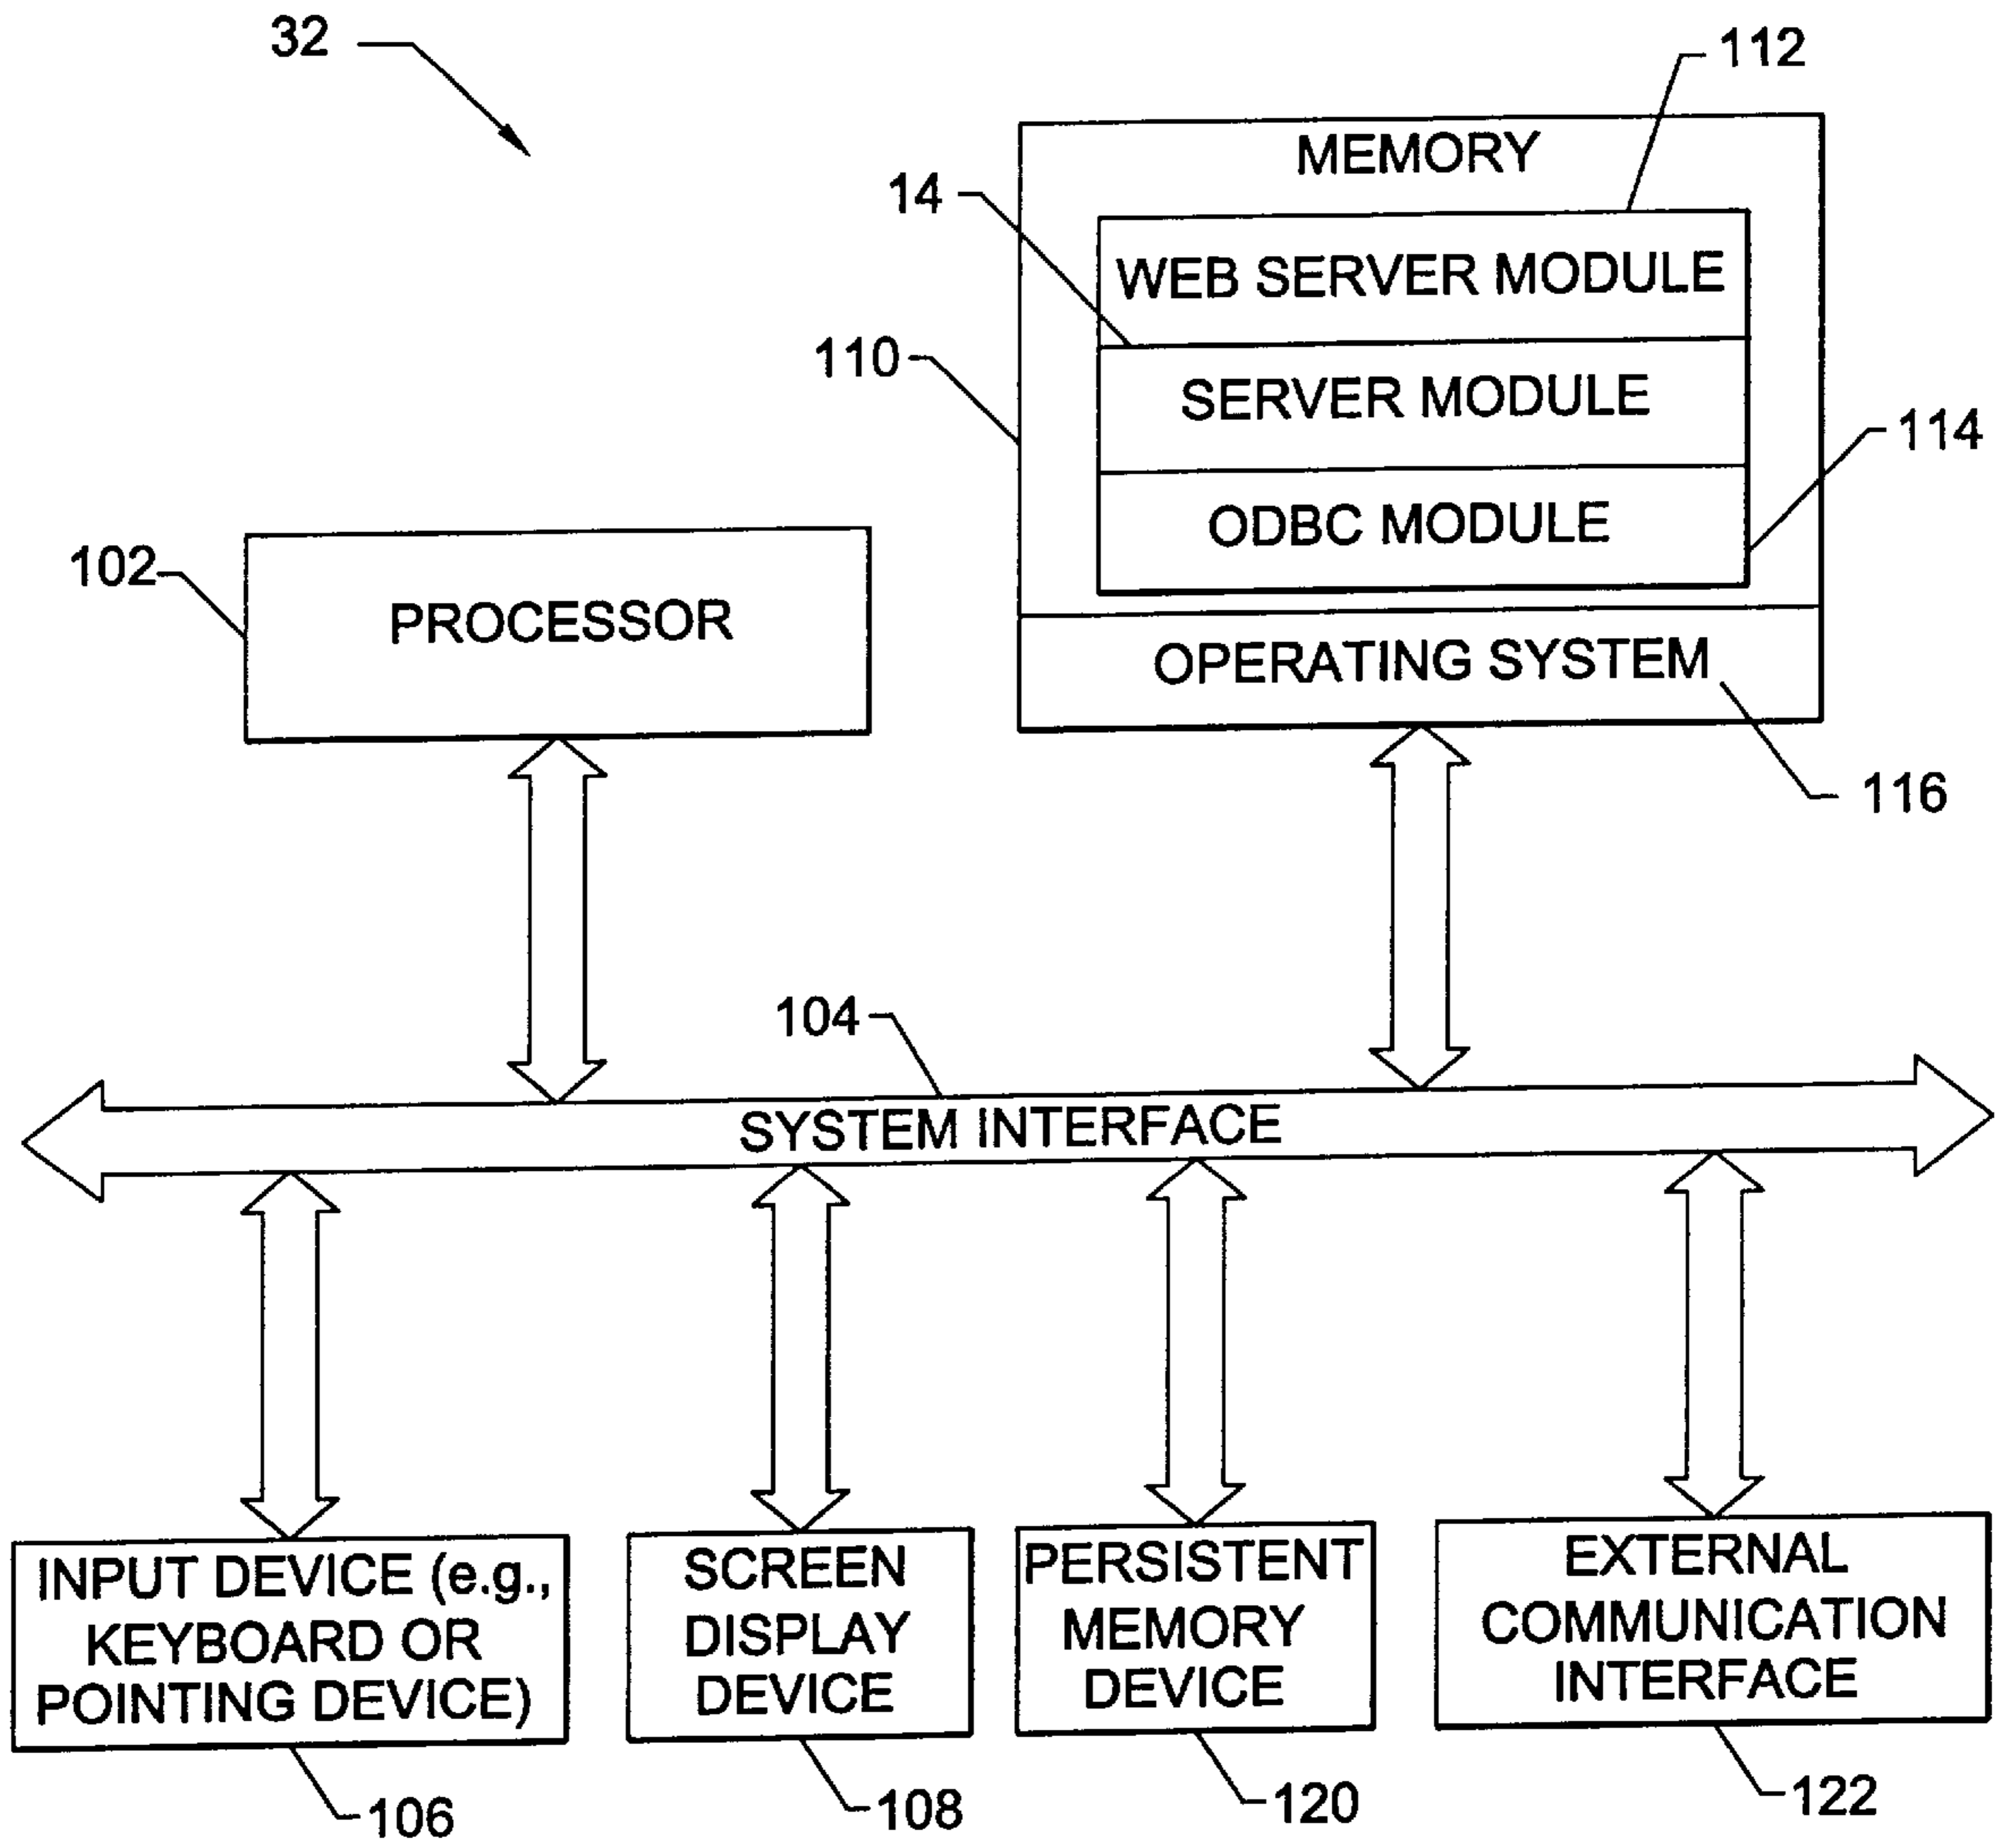 32
112
MEMORY
14
WEB SERVER MODULE
110
SERVER MODULE
114
ODBC MODULE
102
PROCESSOR
OPERATING SYSTEM
116
104
SYSTEM INTERFACE
INPUT DEVICE (e.g.,
KEYBOARD OR
POINTING DEVICE)
SCREEN
DISPLAY
DEVICE
PERSISTENT
MEMORY
DEVICE
EXTERNAL
COMMUNICATION
INTERFACE
106
108
120
122